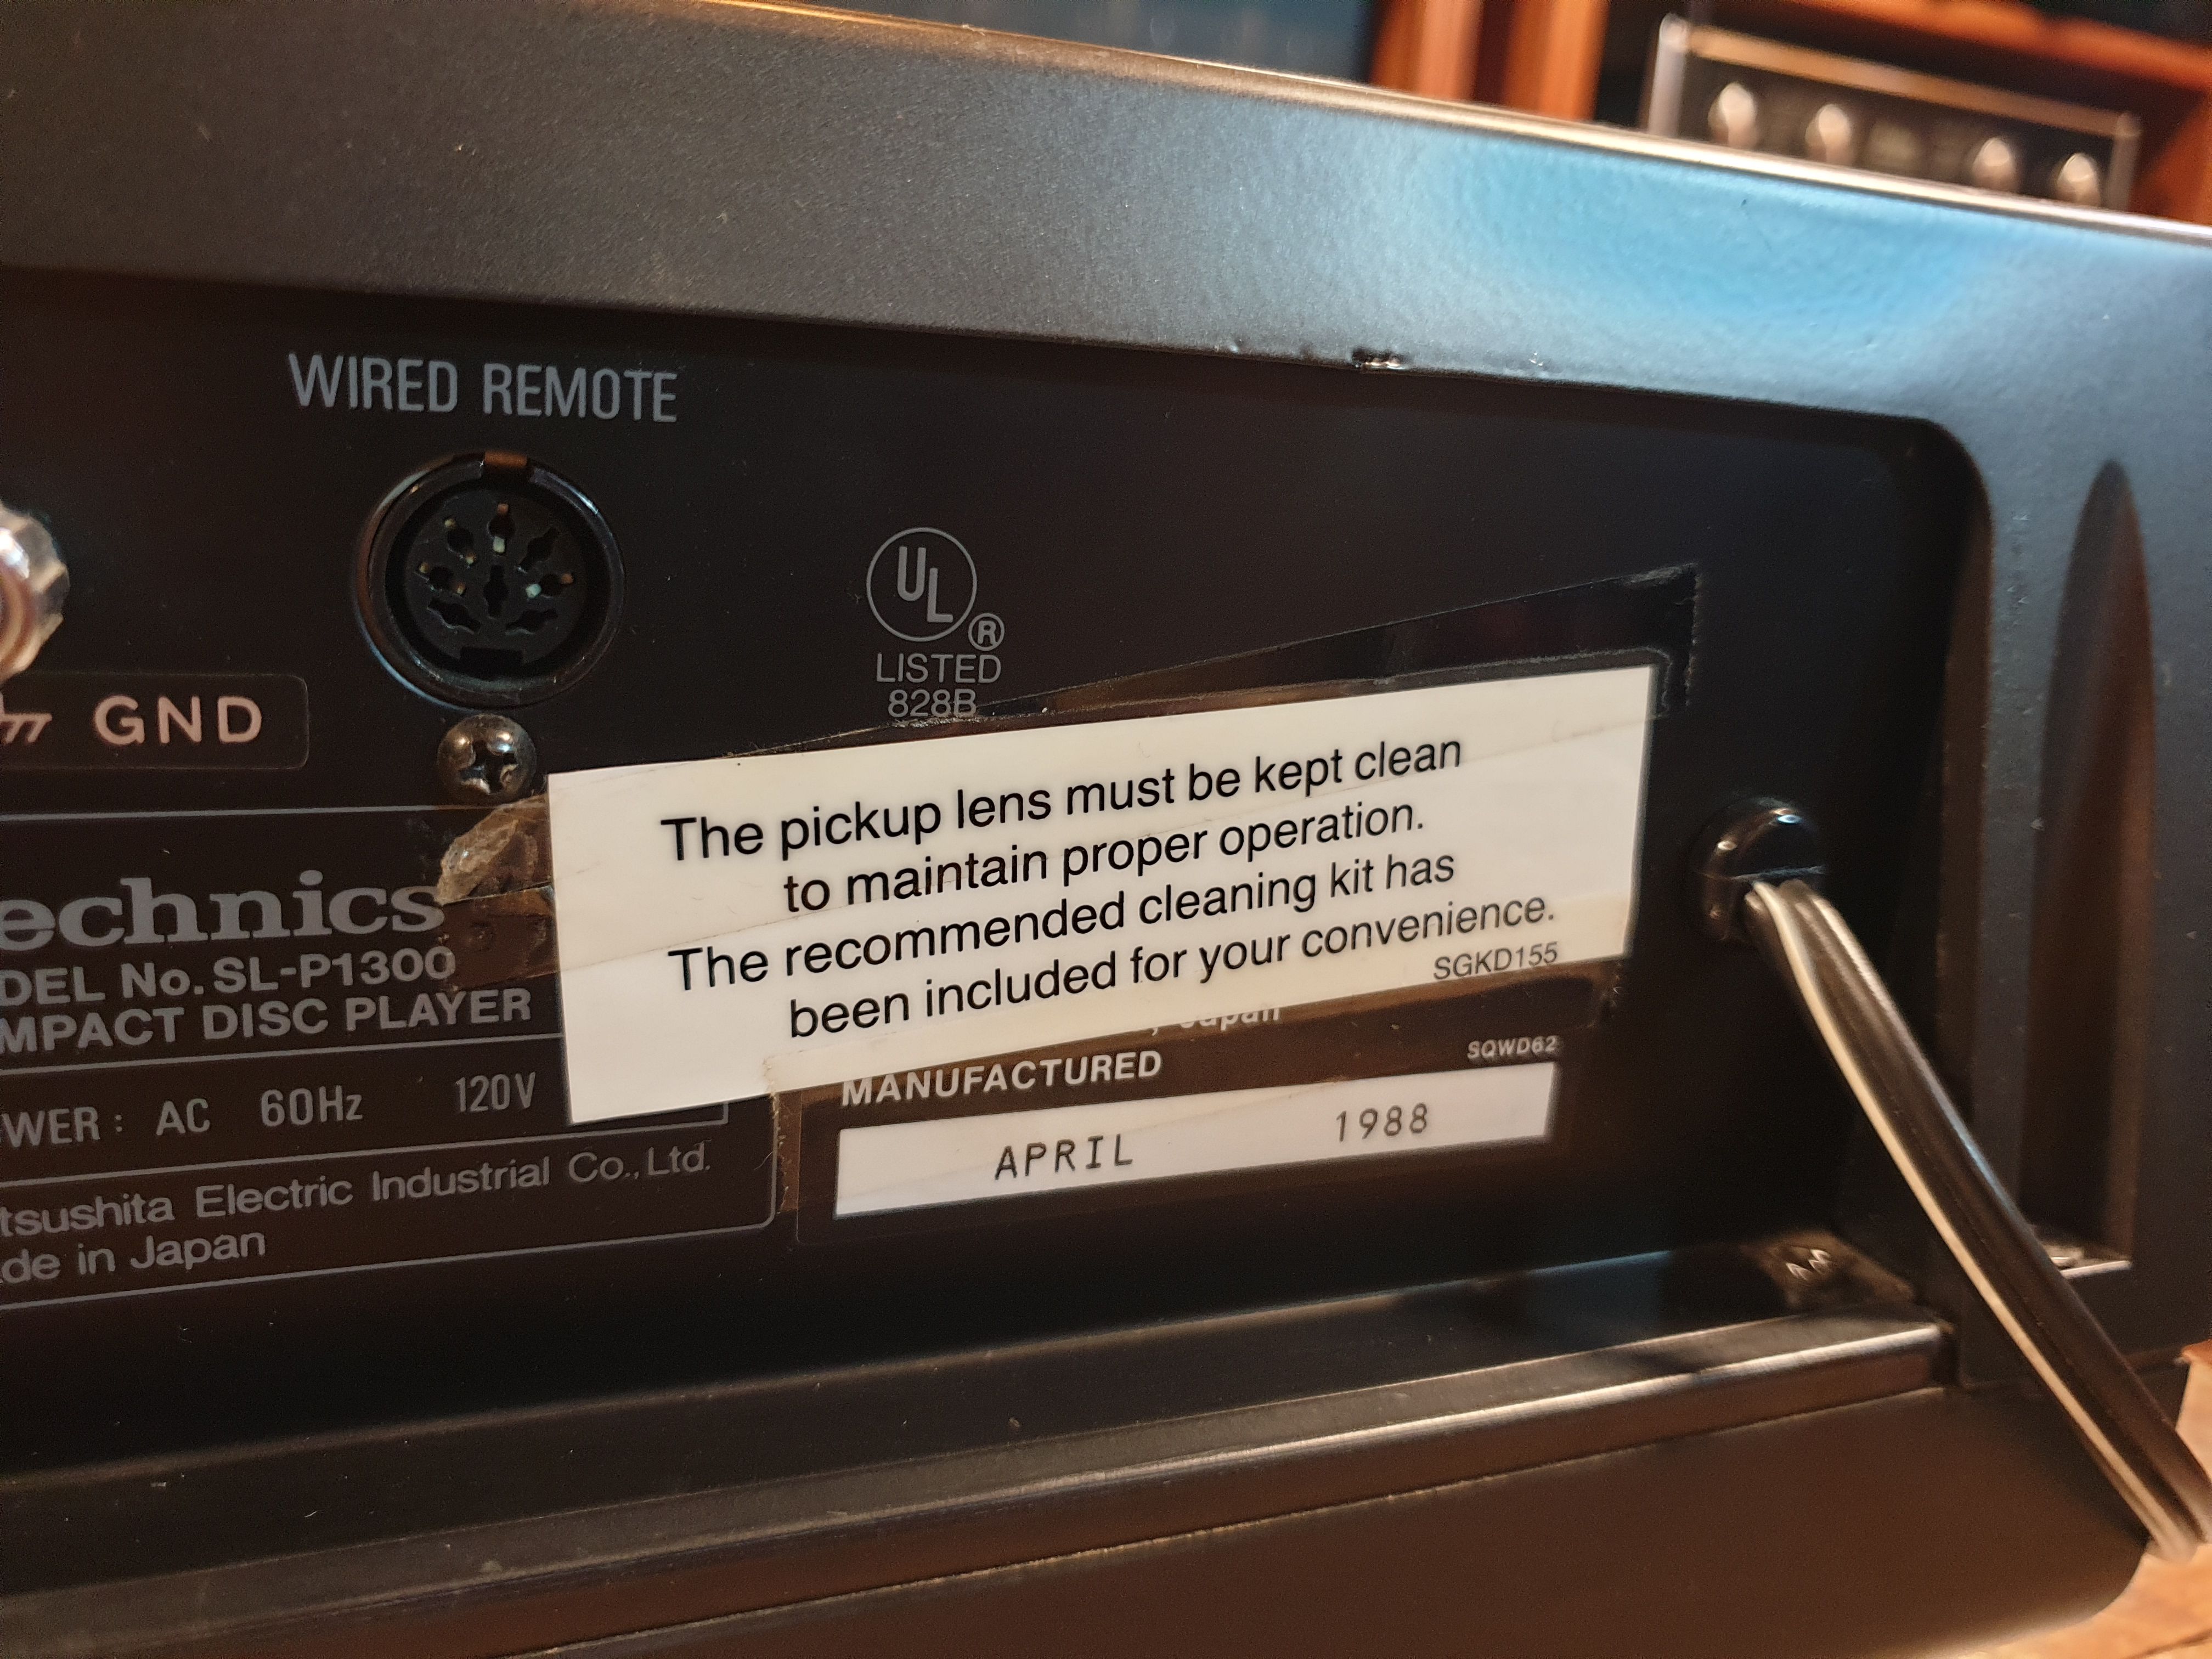 WIRED REMOTE
UL
®
LISTED
828B
GND
echnics
DEL No. SL-P1300
MPACT DISC PLAYER
WER: AC 60Hz 120V
tsushita Electric Industrial Co., Ltd.
de in Japan
The pickup lens must be kept clean
to maintain proper operation.
The recommended cleaning kit has
been included for your convenience.
SGKD155
, Japan
MANUFACTURED
SQWD62
APRIL 1988